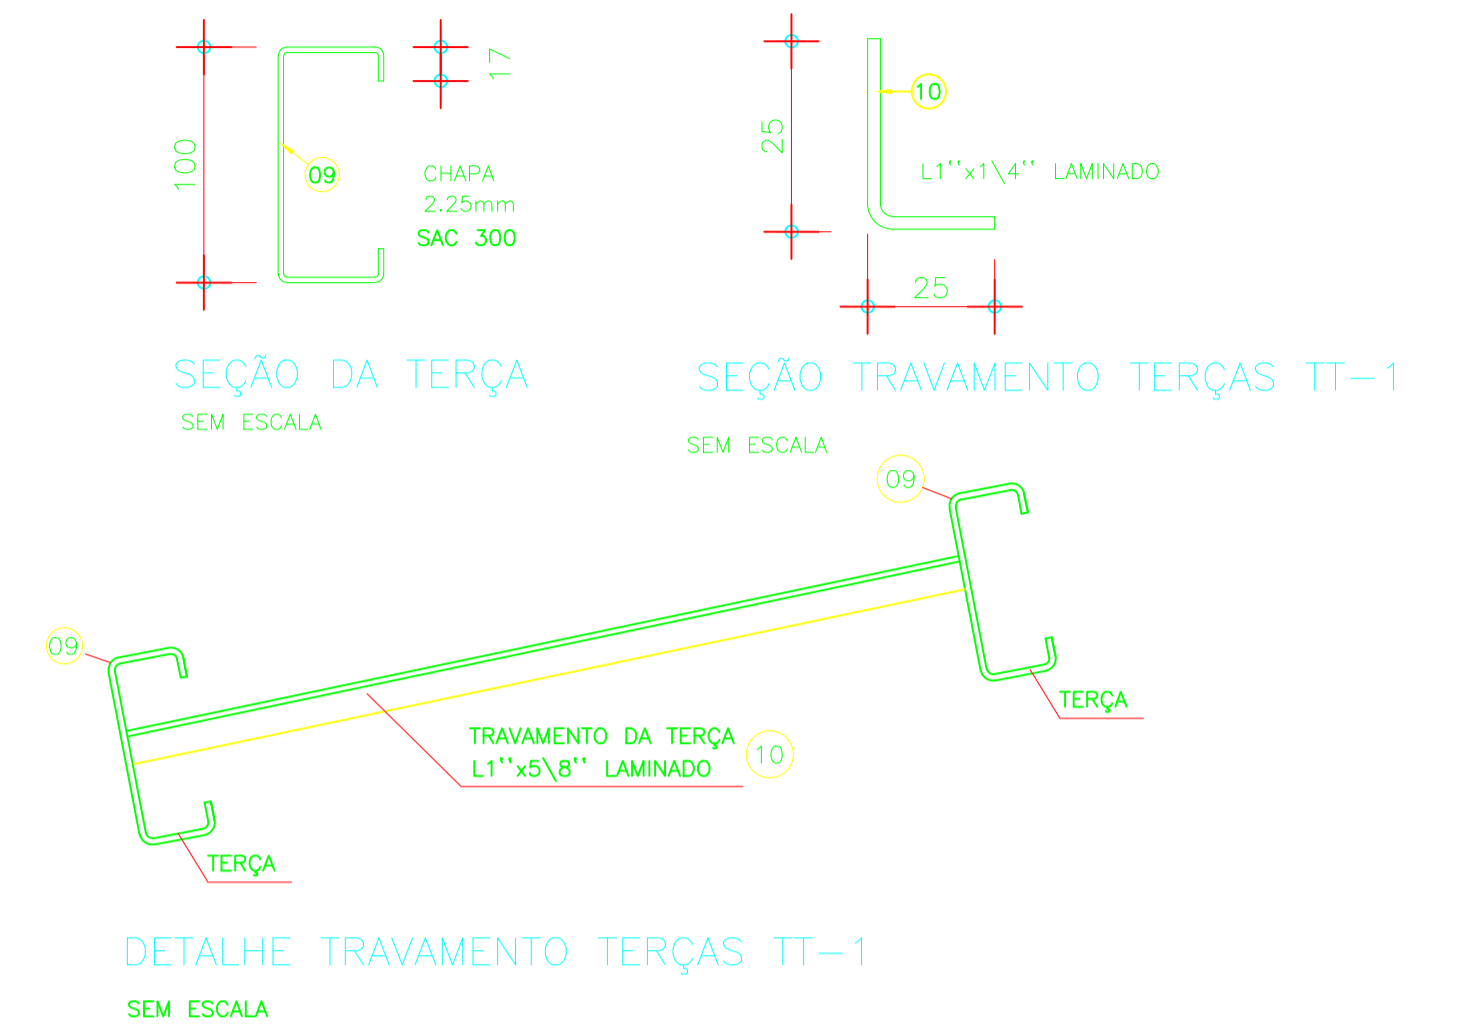 17
100
09
CHAPA
2.25mm
SAC 300
SEÇÃO DA TERÇA
SEM ESCALA
25
10
L1''x1\4'' LAMINADO
25
SEÇÃO TRAVAMENTO TERÇAS TT-1
SEM ESCALA
09
09
TERÇA
TRAVAMENTO DA TERÇA
L1''x5\8'' LAMINADO
10
TERÇA
DETALHE TRAVAMENTO TERÇAS TT-1
SEM ESCALA